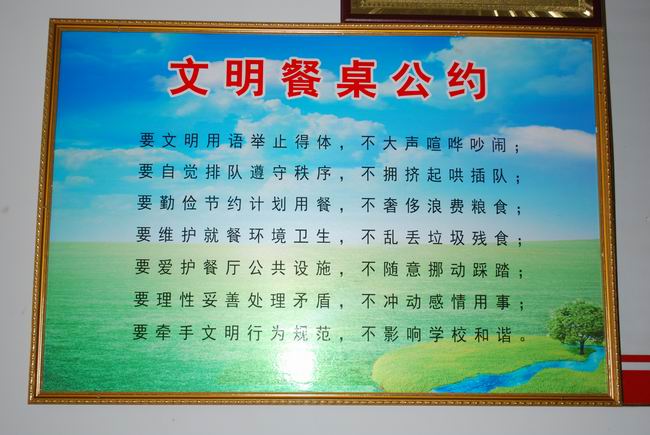 文明餐桌公约
要文明用语举止得体，不大声喧哗吵闹；
要自觉排队遵守秩序，不拥挤起哄插队；
要勤俭节约计划用餐，不奢侈浪费粮食；
要维护就餐环境卫生，不乱丢垃圾残食；
要爱护餐厅公共设施，不随意挪动踩踏；
要理性妥善处理矛盾，不冲动感情用事；
要牵手文明行为规范，不影响学校和谐。